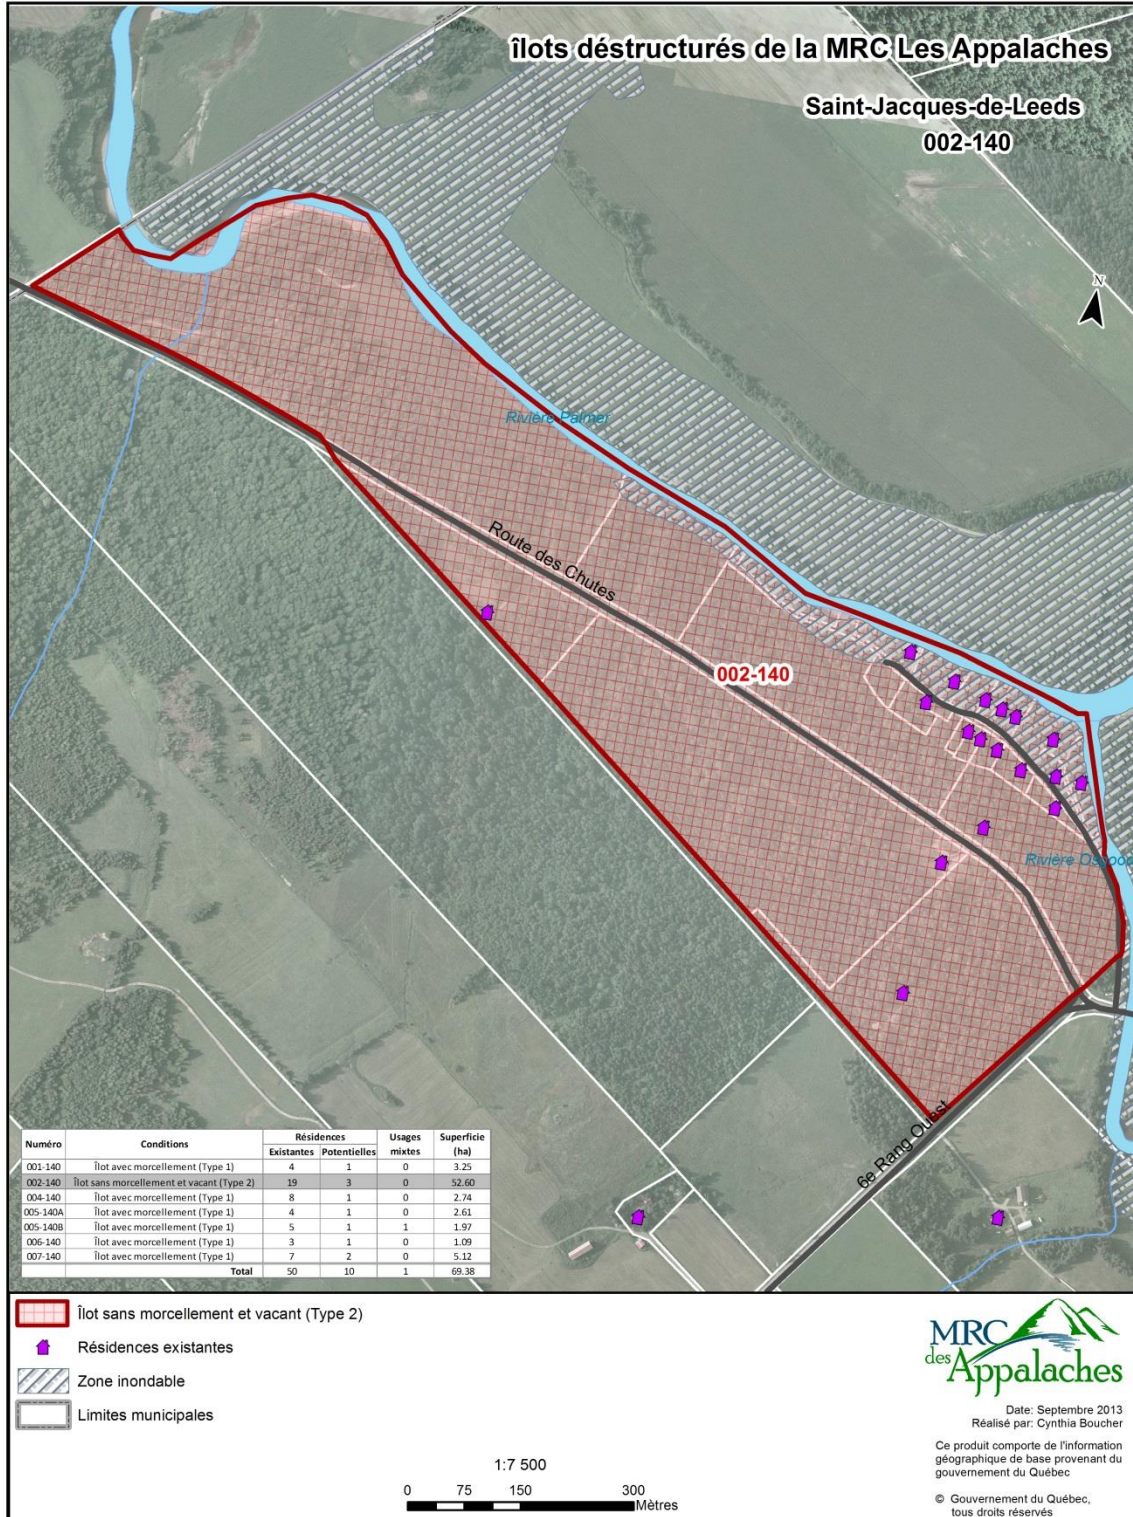 îlots déstructurés de la MRC Les Appalaches
Saint-Jacques-de-Leeds
002-140
N
Rivière Palmer
Route des Chutes
002-140
Rivière Osgood
6e Rang Ouest
Numéro Conditions Résidences Usages mixtes Superficie (ha)
Existantes Potentielles
001-140 Îlot avec morcellement (Type 1) 4 1 0 3.25
002-140 Îlot sans morcellement et vacant (Type 2) 19 3 0 52.60
004-140 Îlot avec morcellement (Type 1) 8 1 0 2.74
005-140A Îlot avec morcellement (Type 1) 4 1 0 2.61
005-140B Îlot avec morcellement (Type 1) 5 1 1 1.97
006-140 Îlot avec morcellement (Type 1) 3 1 0 1.09
007-140 Îlot avec morcellement (Type 1) 7 2 0 5.12
Total 50 10 1 69.38
Îlot sans morcellement et vacant (Type 2)
Résidences existantes
Zone inondable
Limites municipales
1:7 500
0 75 150 300
Mètres
MRC
des Appalaches
Date: Septembre 2013
Réalisé par: Cynthia Boucher
Ce produit comporte de l'information
géographique de base provenant du
gouvernement du Québec
© Gouvernement du Québec,
tous droits réservés